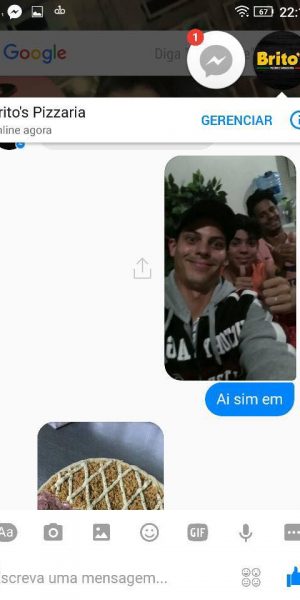 67
22:
Google
Diga
1
Brito's
rito's Pizzaria
nline agora
GERENCIAR
Ai sim em
Aa
GIF
screva uma mensagem...